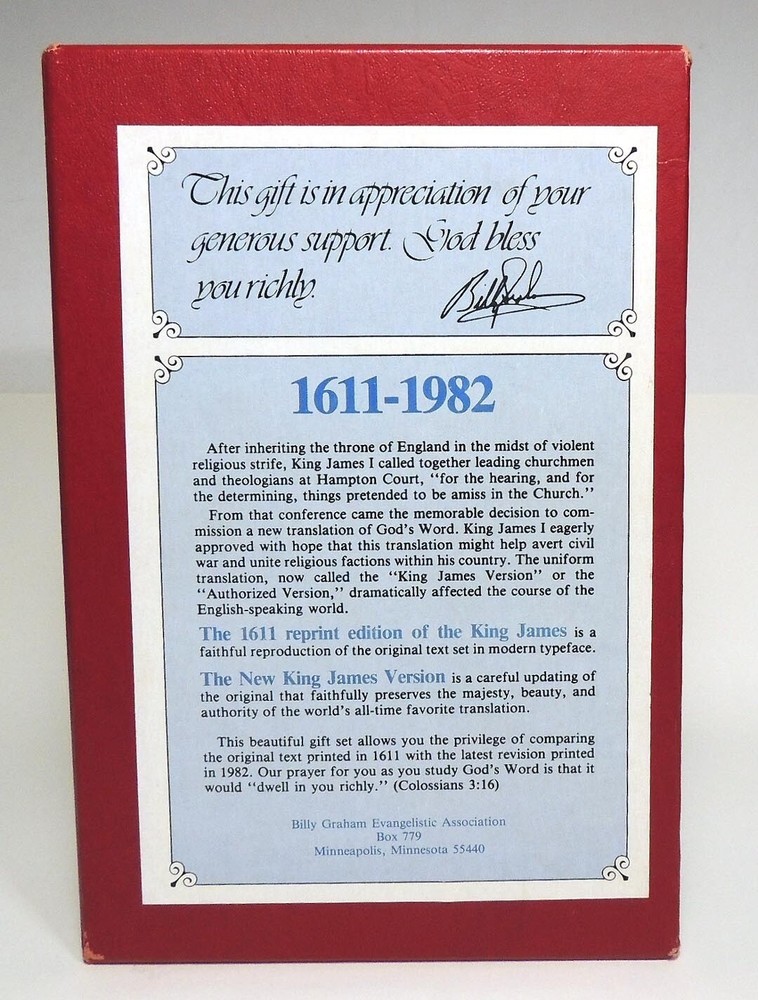 This gift is in appreciation of your
generous support. God bless
you richly.
Billy Graham
1611-1982
After inheriting the throne of England in the midst of violent
religious strife, King James I called together leading churchmen
and theologians at Hampton Court, “for the hearing, and for
the determining, things pretended to be amiss in the Church.”
From that conference came the memorable decision to com-
mission a new translation of God’s Word. King James I eagerly
approved with hope that this translation might help avert civil
war and unite religious factions within his country. The uniform
translation, now called the “King James Version” or the
“Authorized Version,” dramatically affected the course of the
English-speaking world.
The 1611 reprint edition of the King James is a
faithful reproduction of the original text set in modern typeface.
The New King James Version is a careful updating of
the original that faithfully preserves the majesty, beauty, and
authority of the world’s all-time favorite translation.
This beautiful gift set allows you the privilege of comparing
the original text printed in 1611 with the latest revision printed
in 1982. Our prayer for you as you study God’s Word is that it
would “dwell in you richly.” (Colossians 3:16)
Billy Graham Evangelistic Association
Box 779
Minneapolis, Minnesota 55440